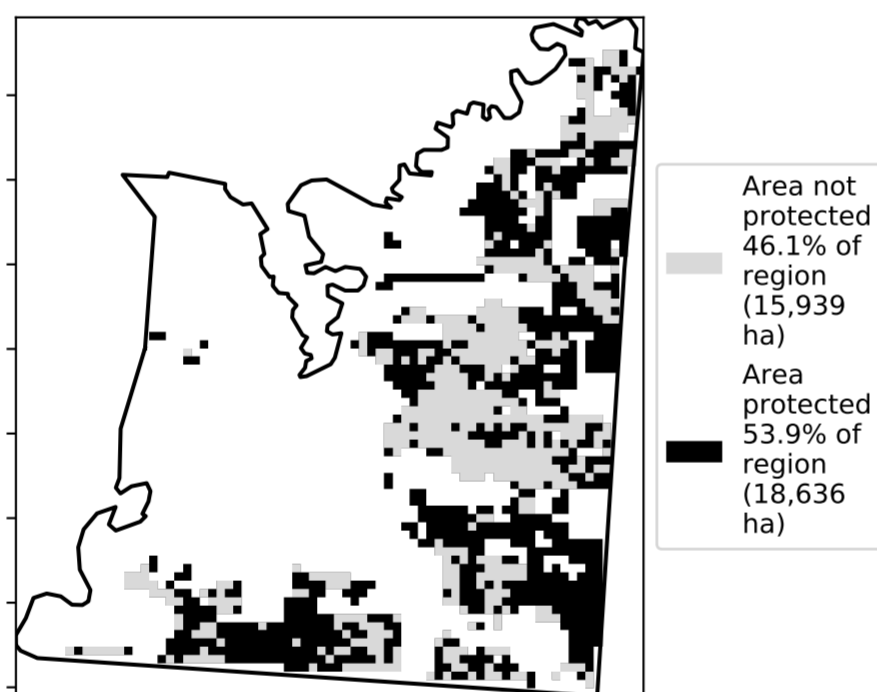 Area not
protected
46.1% of
region
(15,939
ha)
Area
protected
53.9% of
region
(18,636
ha)